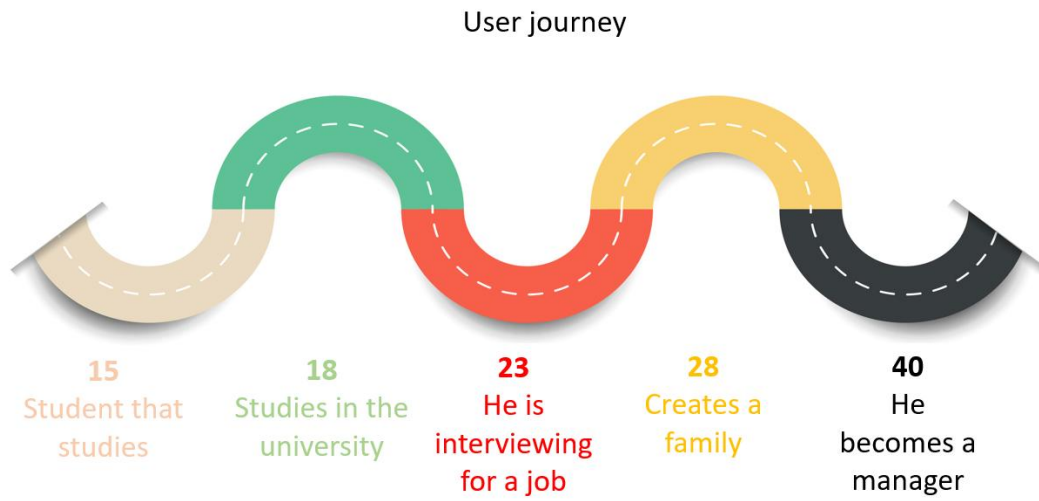 User journey
15
Student that
studies
18
Studies in the
university
23
He is
interviewing
for a job
28
Creates a
family
40
He
becomes a
manager